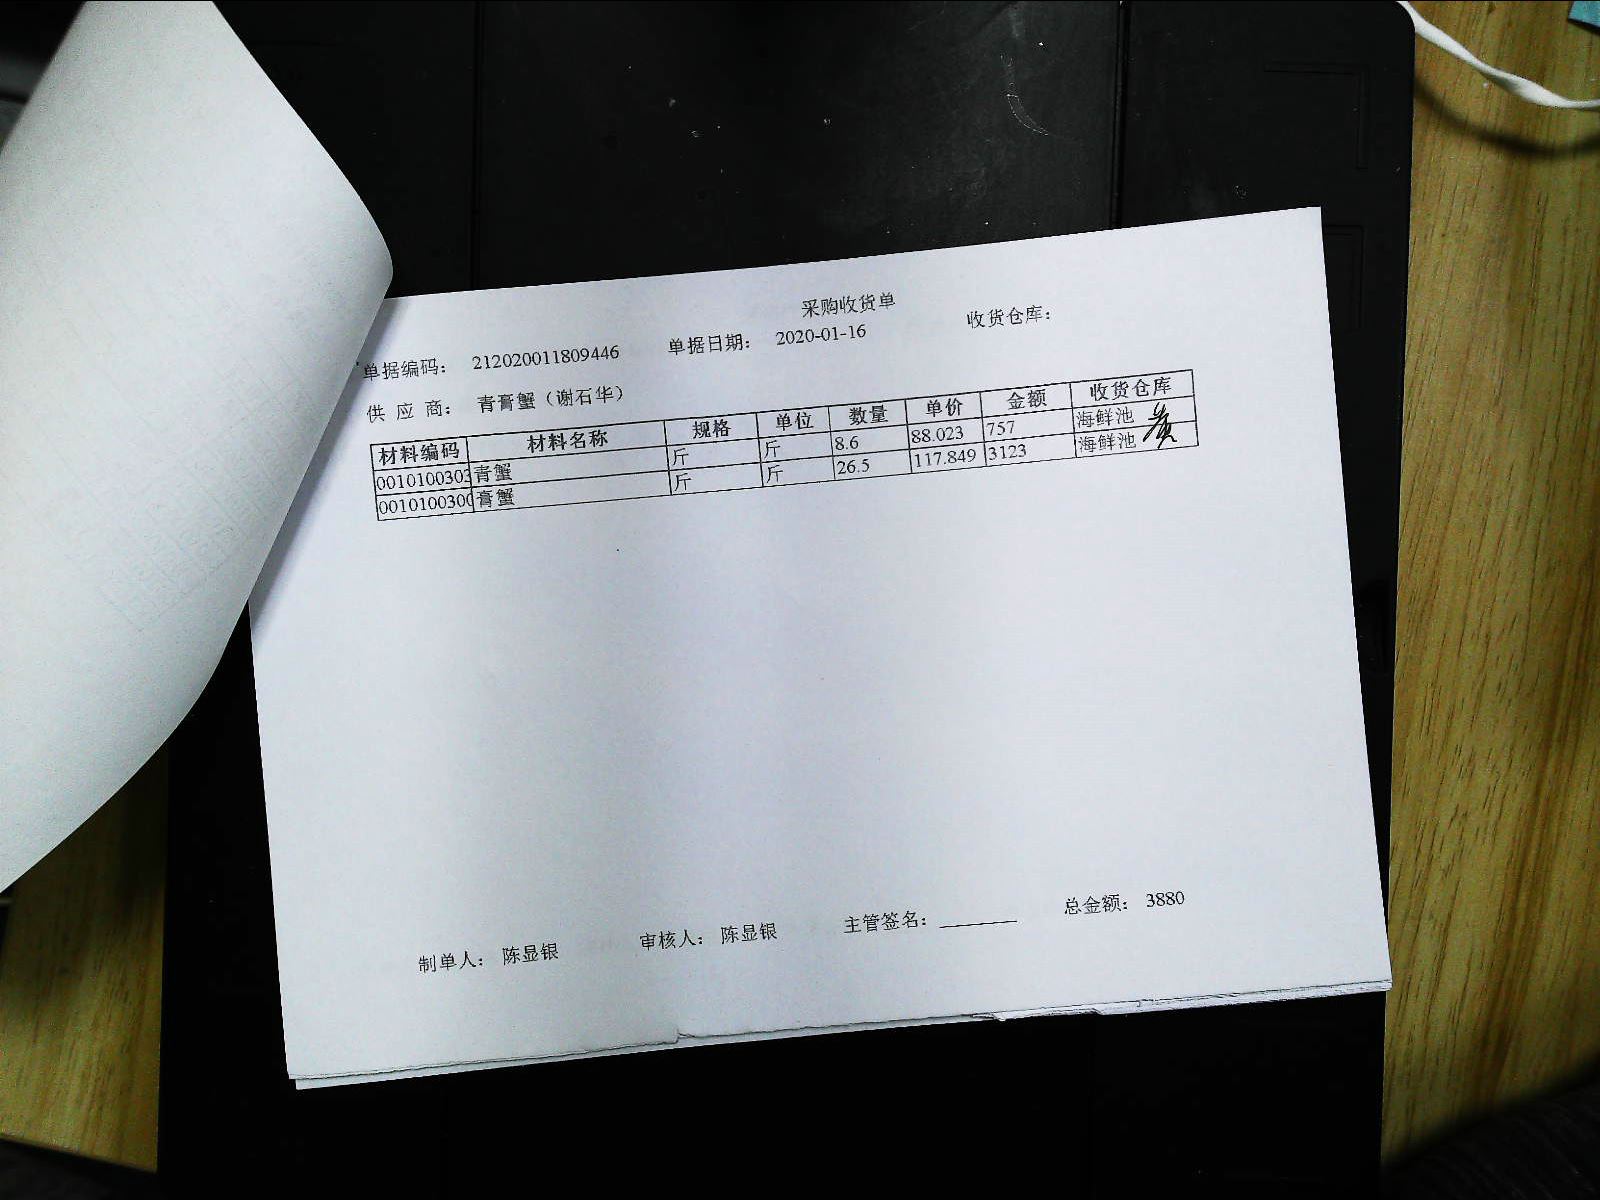 采购收货单
单据编码： 212020011809446 单据日期： 2020-01-16 收货仓库：
供 应 商： 青膏蟹（谢石华）
材料编码 材料名称 规格 单位 数量 单价 金额 收货仓库
0010100303 青蟹 斤 斤 8.6 88.023 757 海鲜池
0010100300 膏蟹 斤 斤 26.5 117.849 3123 海鲜池
制单人： 陈显银 审核人： 陈显银 主管签名： 总金额： 3880